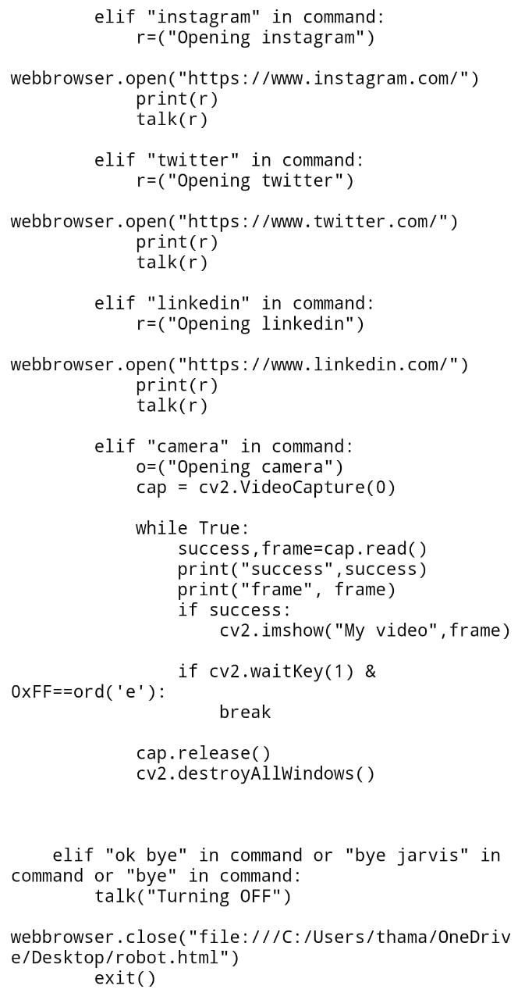 elif "instagram" in command:
            r=("Opening instagram")

webbrowser.open("https://www.instagram.com/")
            print(r)
            talk(r)

        elif "twitter" in command:
            r=("Opening twitter")

webbrowser.open("https://www.twitter.com/")
            print(r)
            talk(r)

        elif "linkedin" in command:
            r=("Opening linkedin")

webbrowser.open("https://www.linkedin.com/")
            print(r)
            talk(r)

        elif "camera" in command:
            o=("Opening camera")
            cap = cv2.VideoCapture(0)

            while True:
                success,frame=cap.read()
                print("success",success)
                print("frame", frame)
                if success:
                    cv2.imshow("My video",frame)

                if cv2.waitKey(1) &
0xFF==ord('e'):
                    break

            cap.release()
            cv2.destroyAllWindows()



    elif "ok bye" in command or "bye jarvis" in
command or "bye" in command:
        talk("Turning OFF")

webbrowser.close("file:///C:/Users/thama/OneDriv
e/Desktop/robot.html")
        exit()